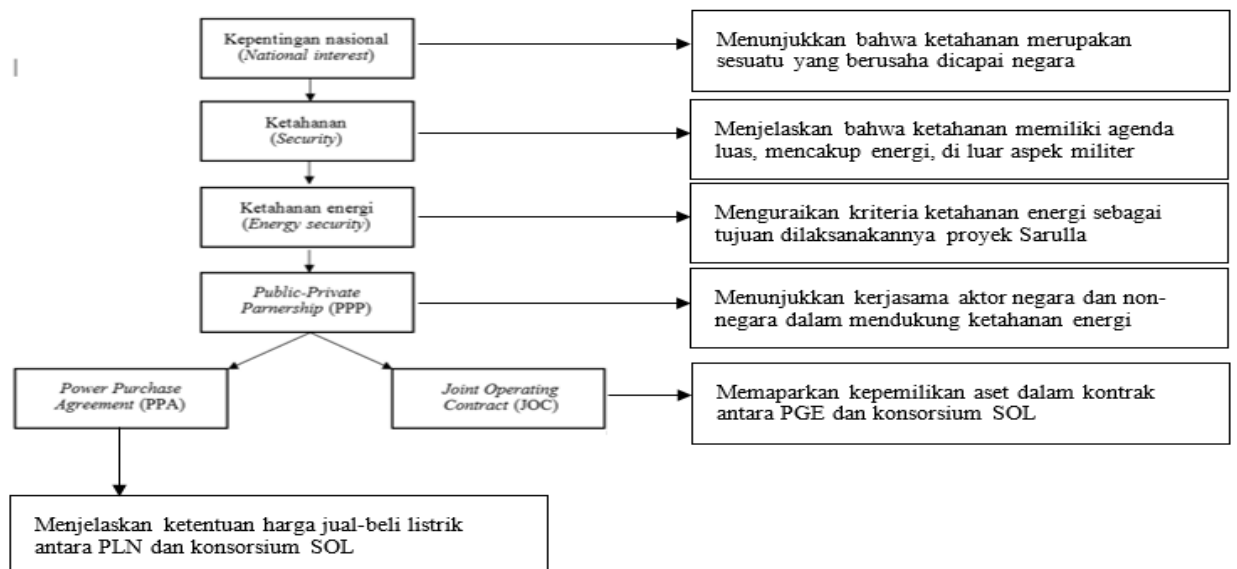 Kepentingan nasional
(National interest)
Menunjukkan bahwa ketahanan merupakan
sesuatu yang berusaha dicapai negara
Ketahanan
(Security)
Menjelaskan bahwa ketahanan memiliki agenda
luas, mencakup energi, di luar aspek militer
Ketahanan energi
(Energy security)
Menguraikan kriteria ketahanan energi sebagai
tujuan dilaksanakannya proyek Sarulla
Public-Private
Parnership (PPP)
Menunjukkan kerjasama aktor negara dan non-
negara dalam mendukung ketahanan energi
Power Purchase
Agreement (PPA)
Joint Operating
Contract (JOC)
Memaparkan kepemilikan aset dalam kontrak
antara PGE dan konsorsium SOL
Menjelaskan ketentuan harga jual-beli listrik
antara PLN dan konsorsium SOL